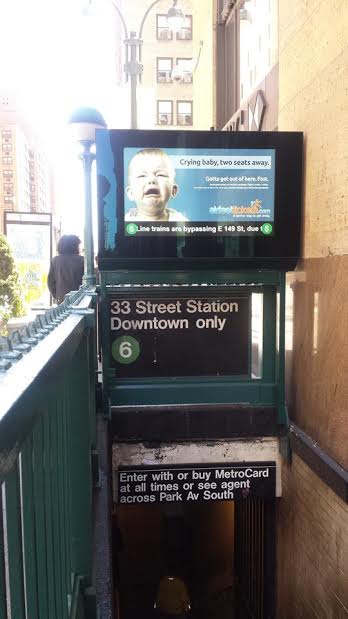 Crying baby, two seats away.
Gotta get out of here. Fast.
6 Line trains are bypassing E 149 St, due t 6
33 Street Station
Downtown only
6
Enter with or buy MetroCard
at all times or see agent
across Park Av South